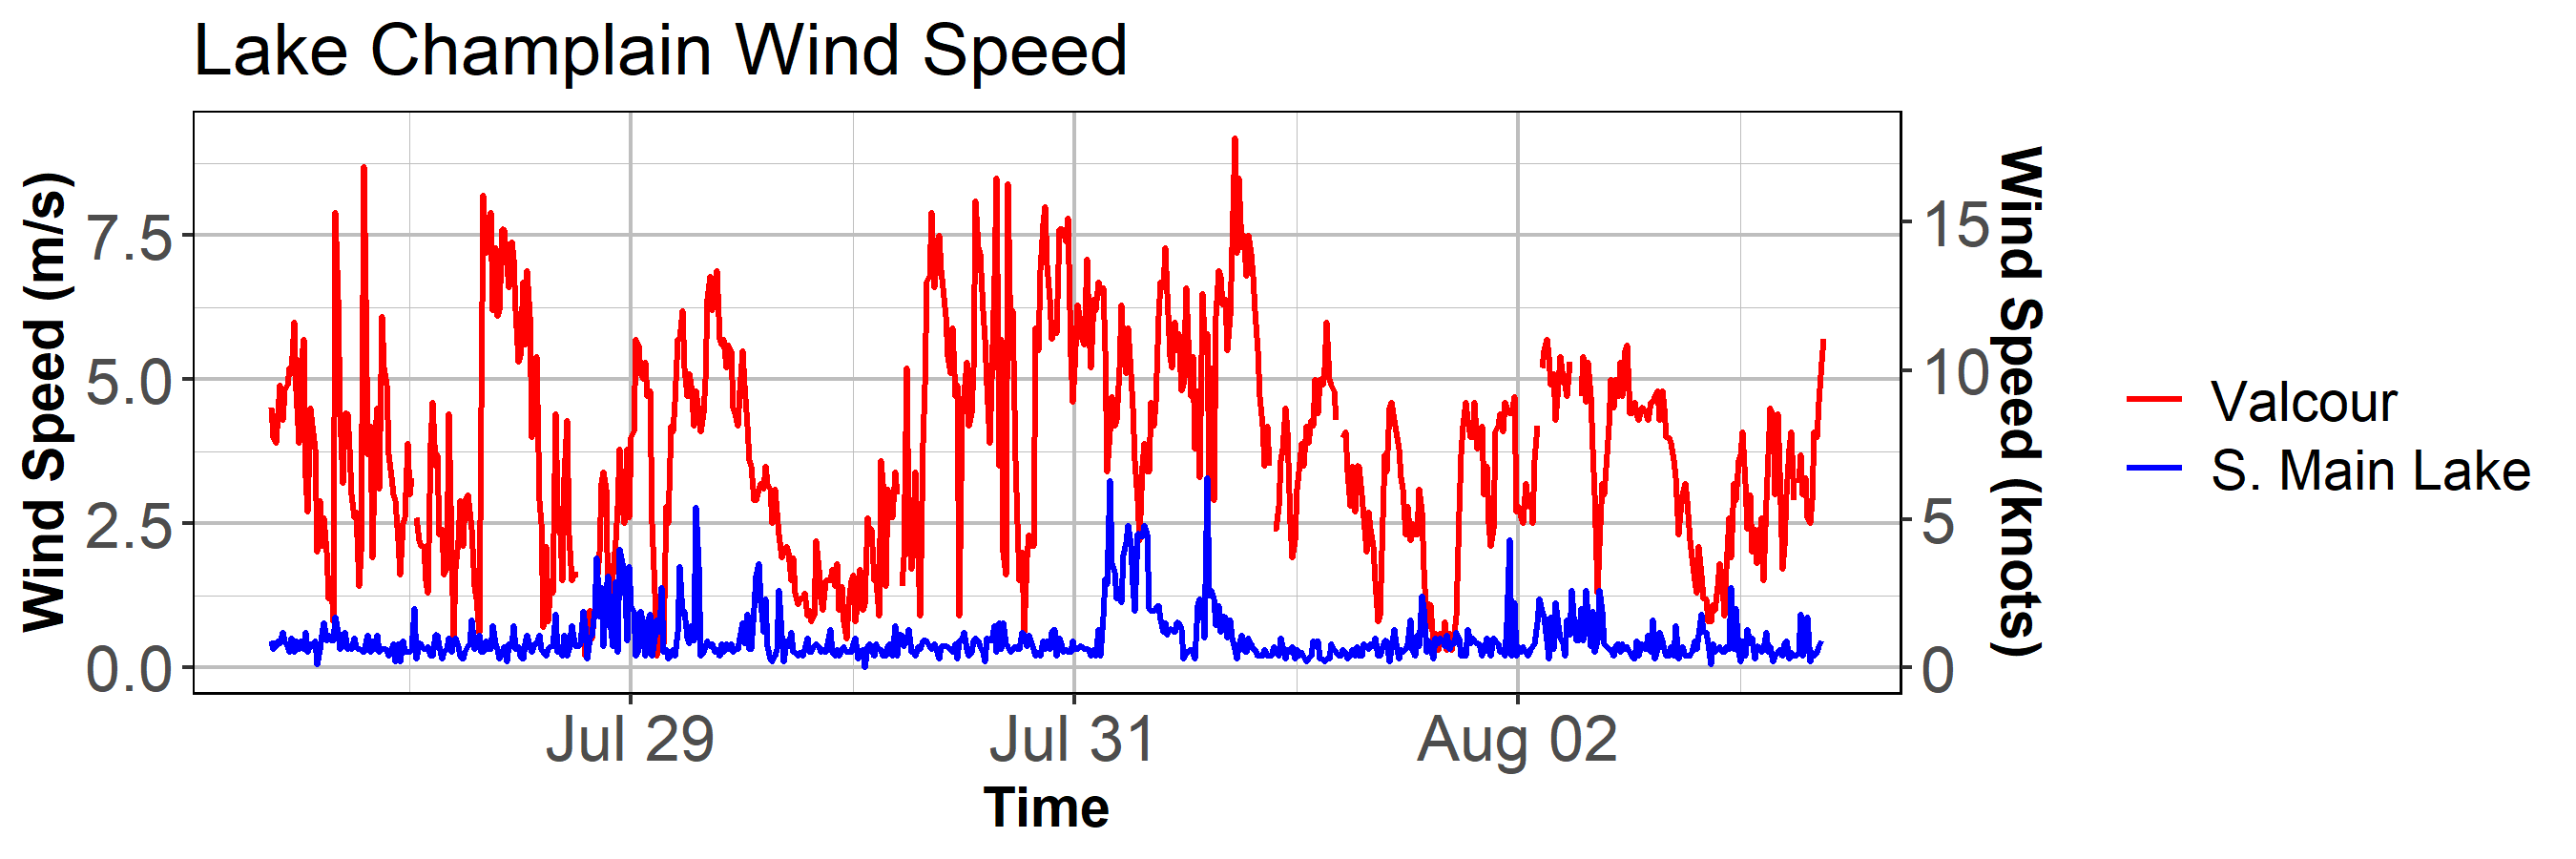 Lake Champlain Wind Speed
Wind Speed (m/s)
7.5
5.0
2.5
0.0
15
10
5
0
Wind Speed (knots)
Jul 29
Jul 31
Aug 02
Time
Valcour
S. Main Lake